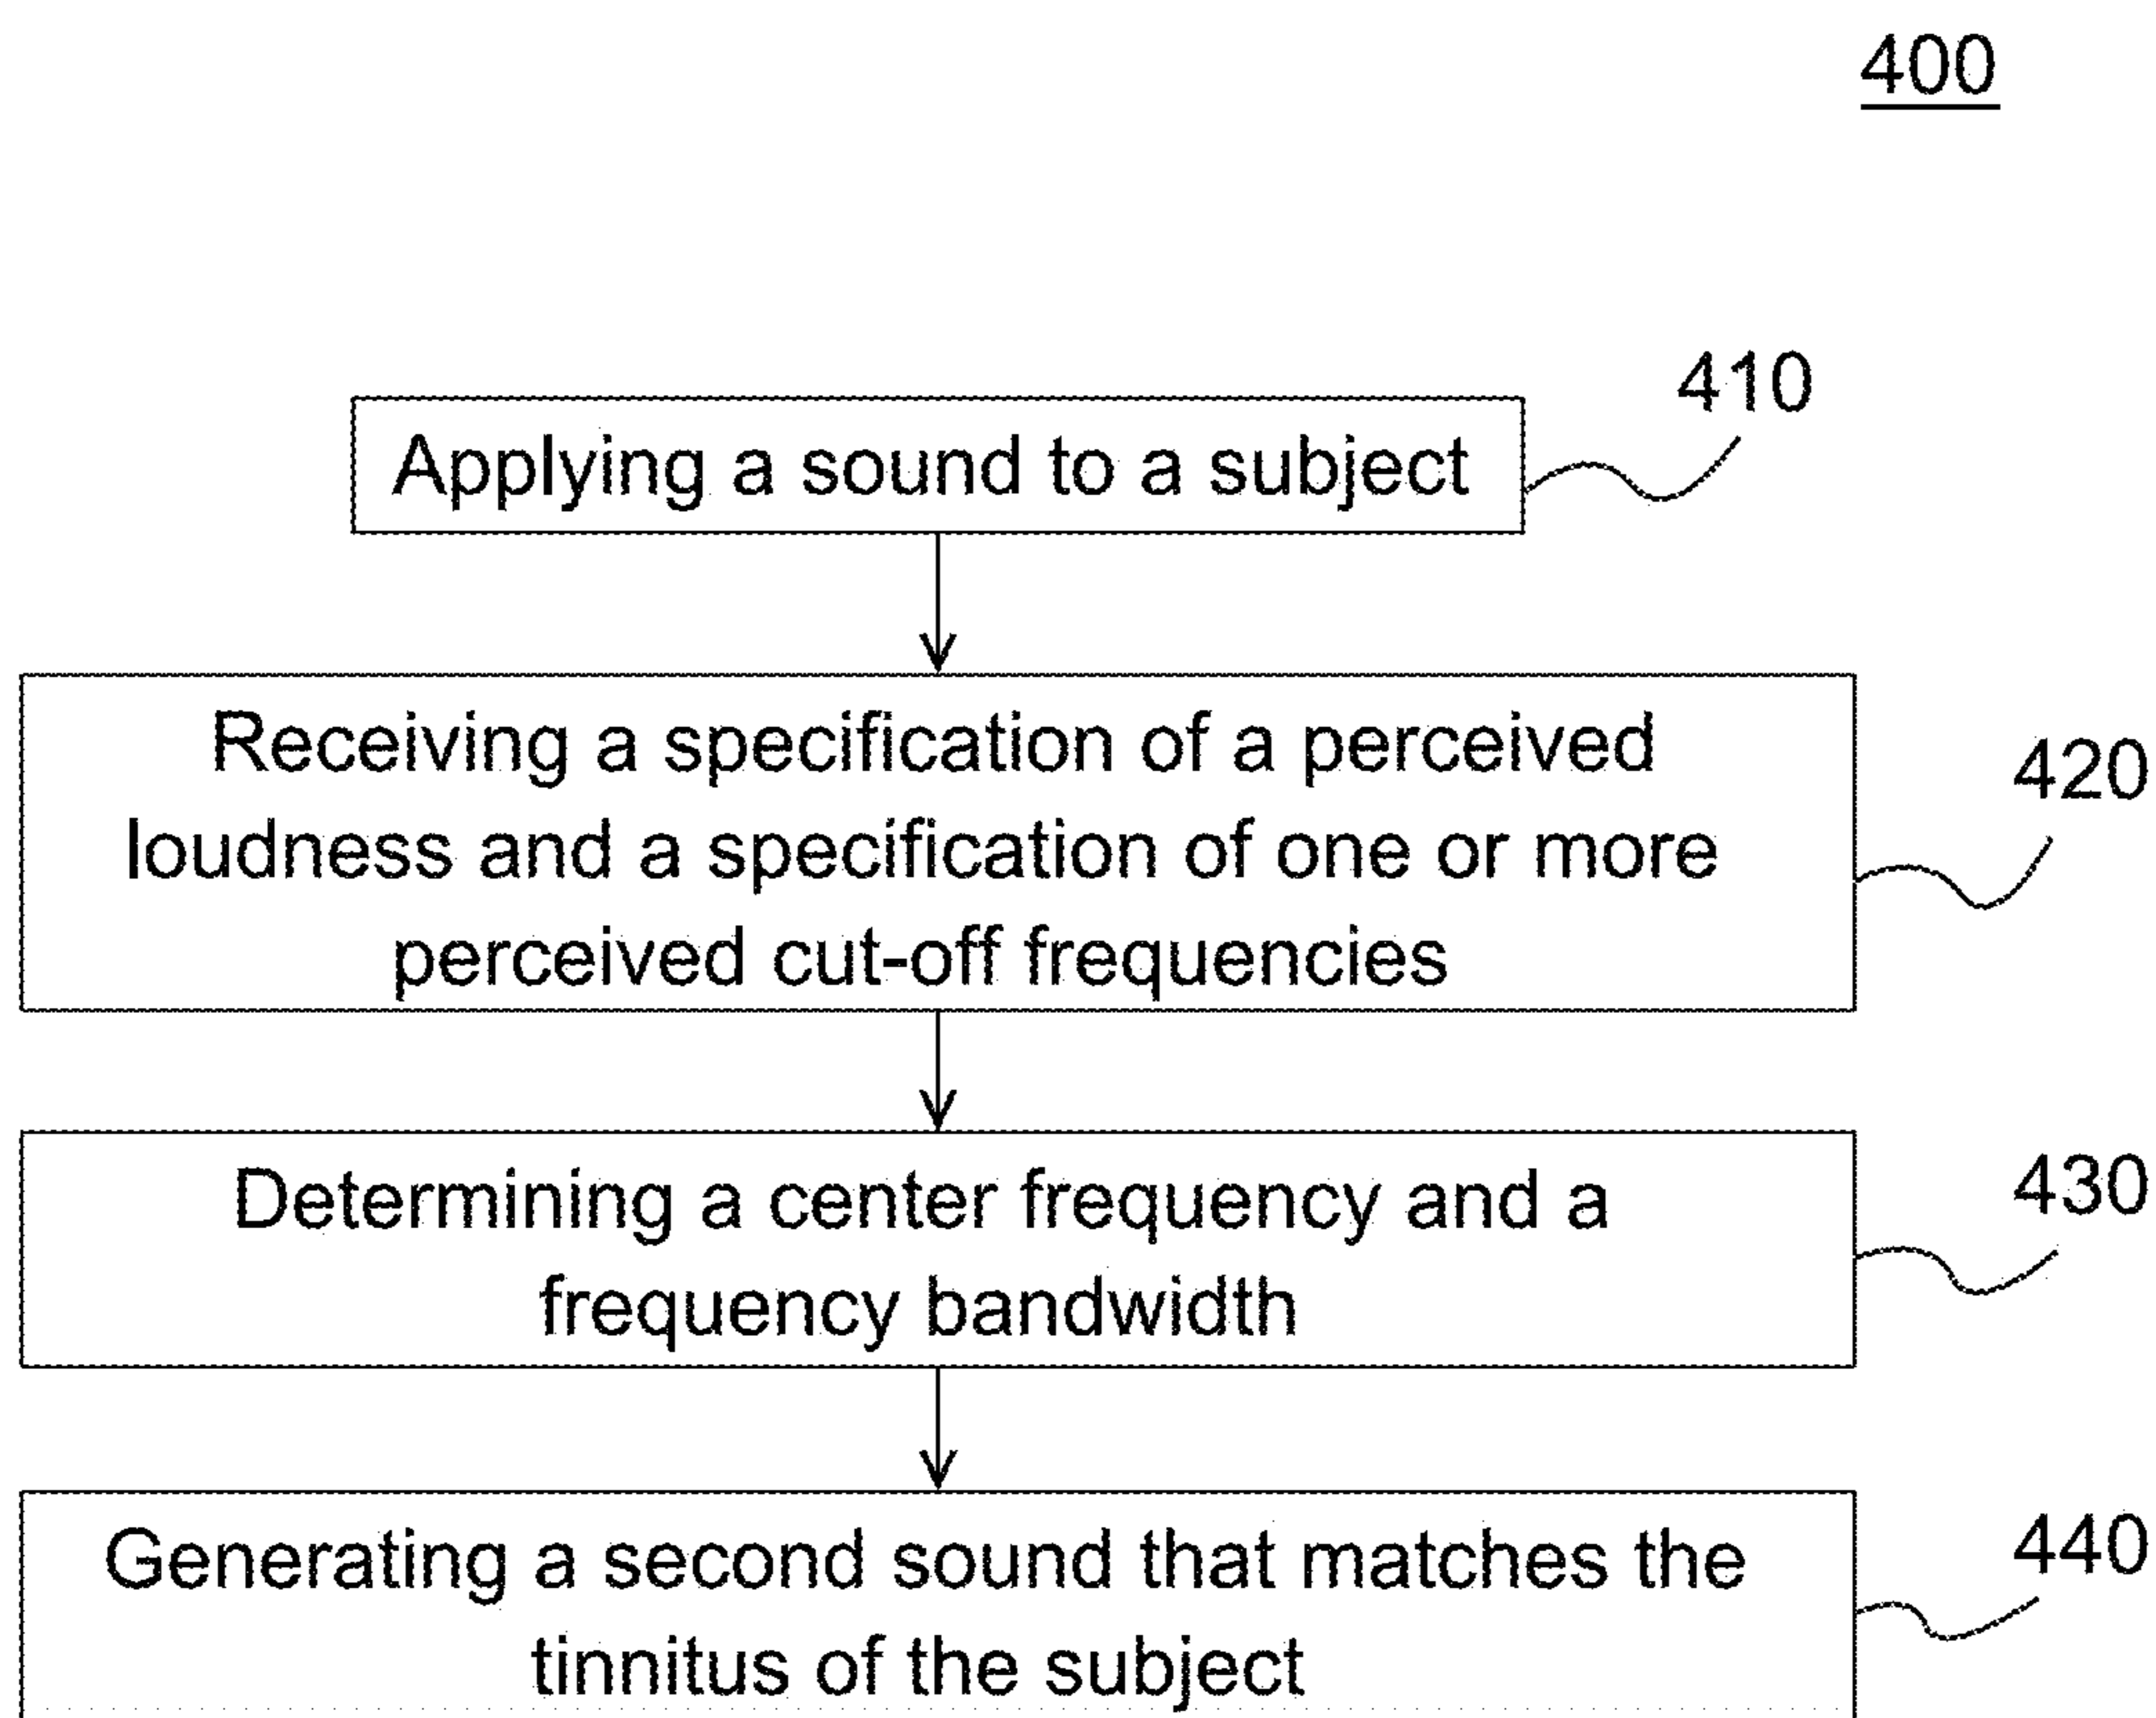 400
410
Applying a sound to a subject
Receiving a specification of a perceived
loudness and a specification of one or more
perceived cut-off frequencies
420
Determining a center frequency and a
frequency bandwidth
430
Generating a second sound that matches the
tinnitus of the subject
440